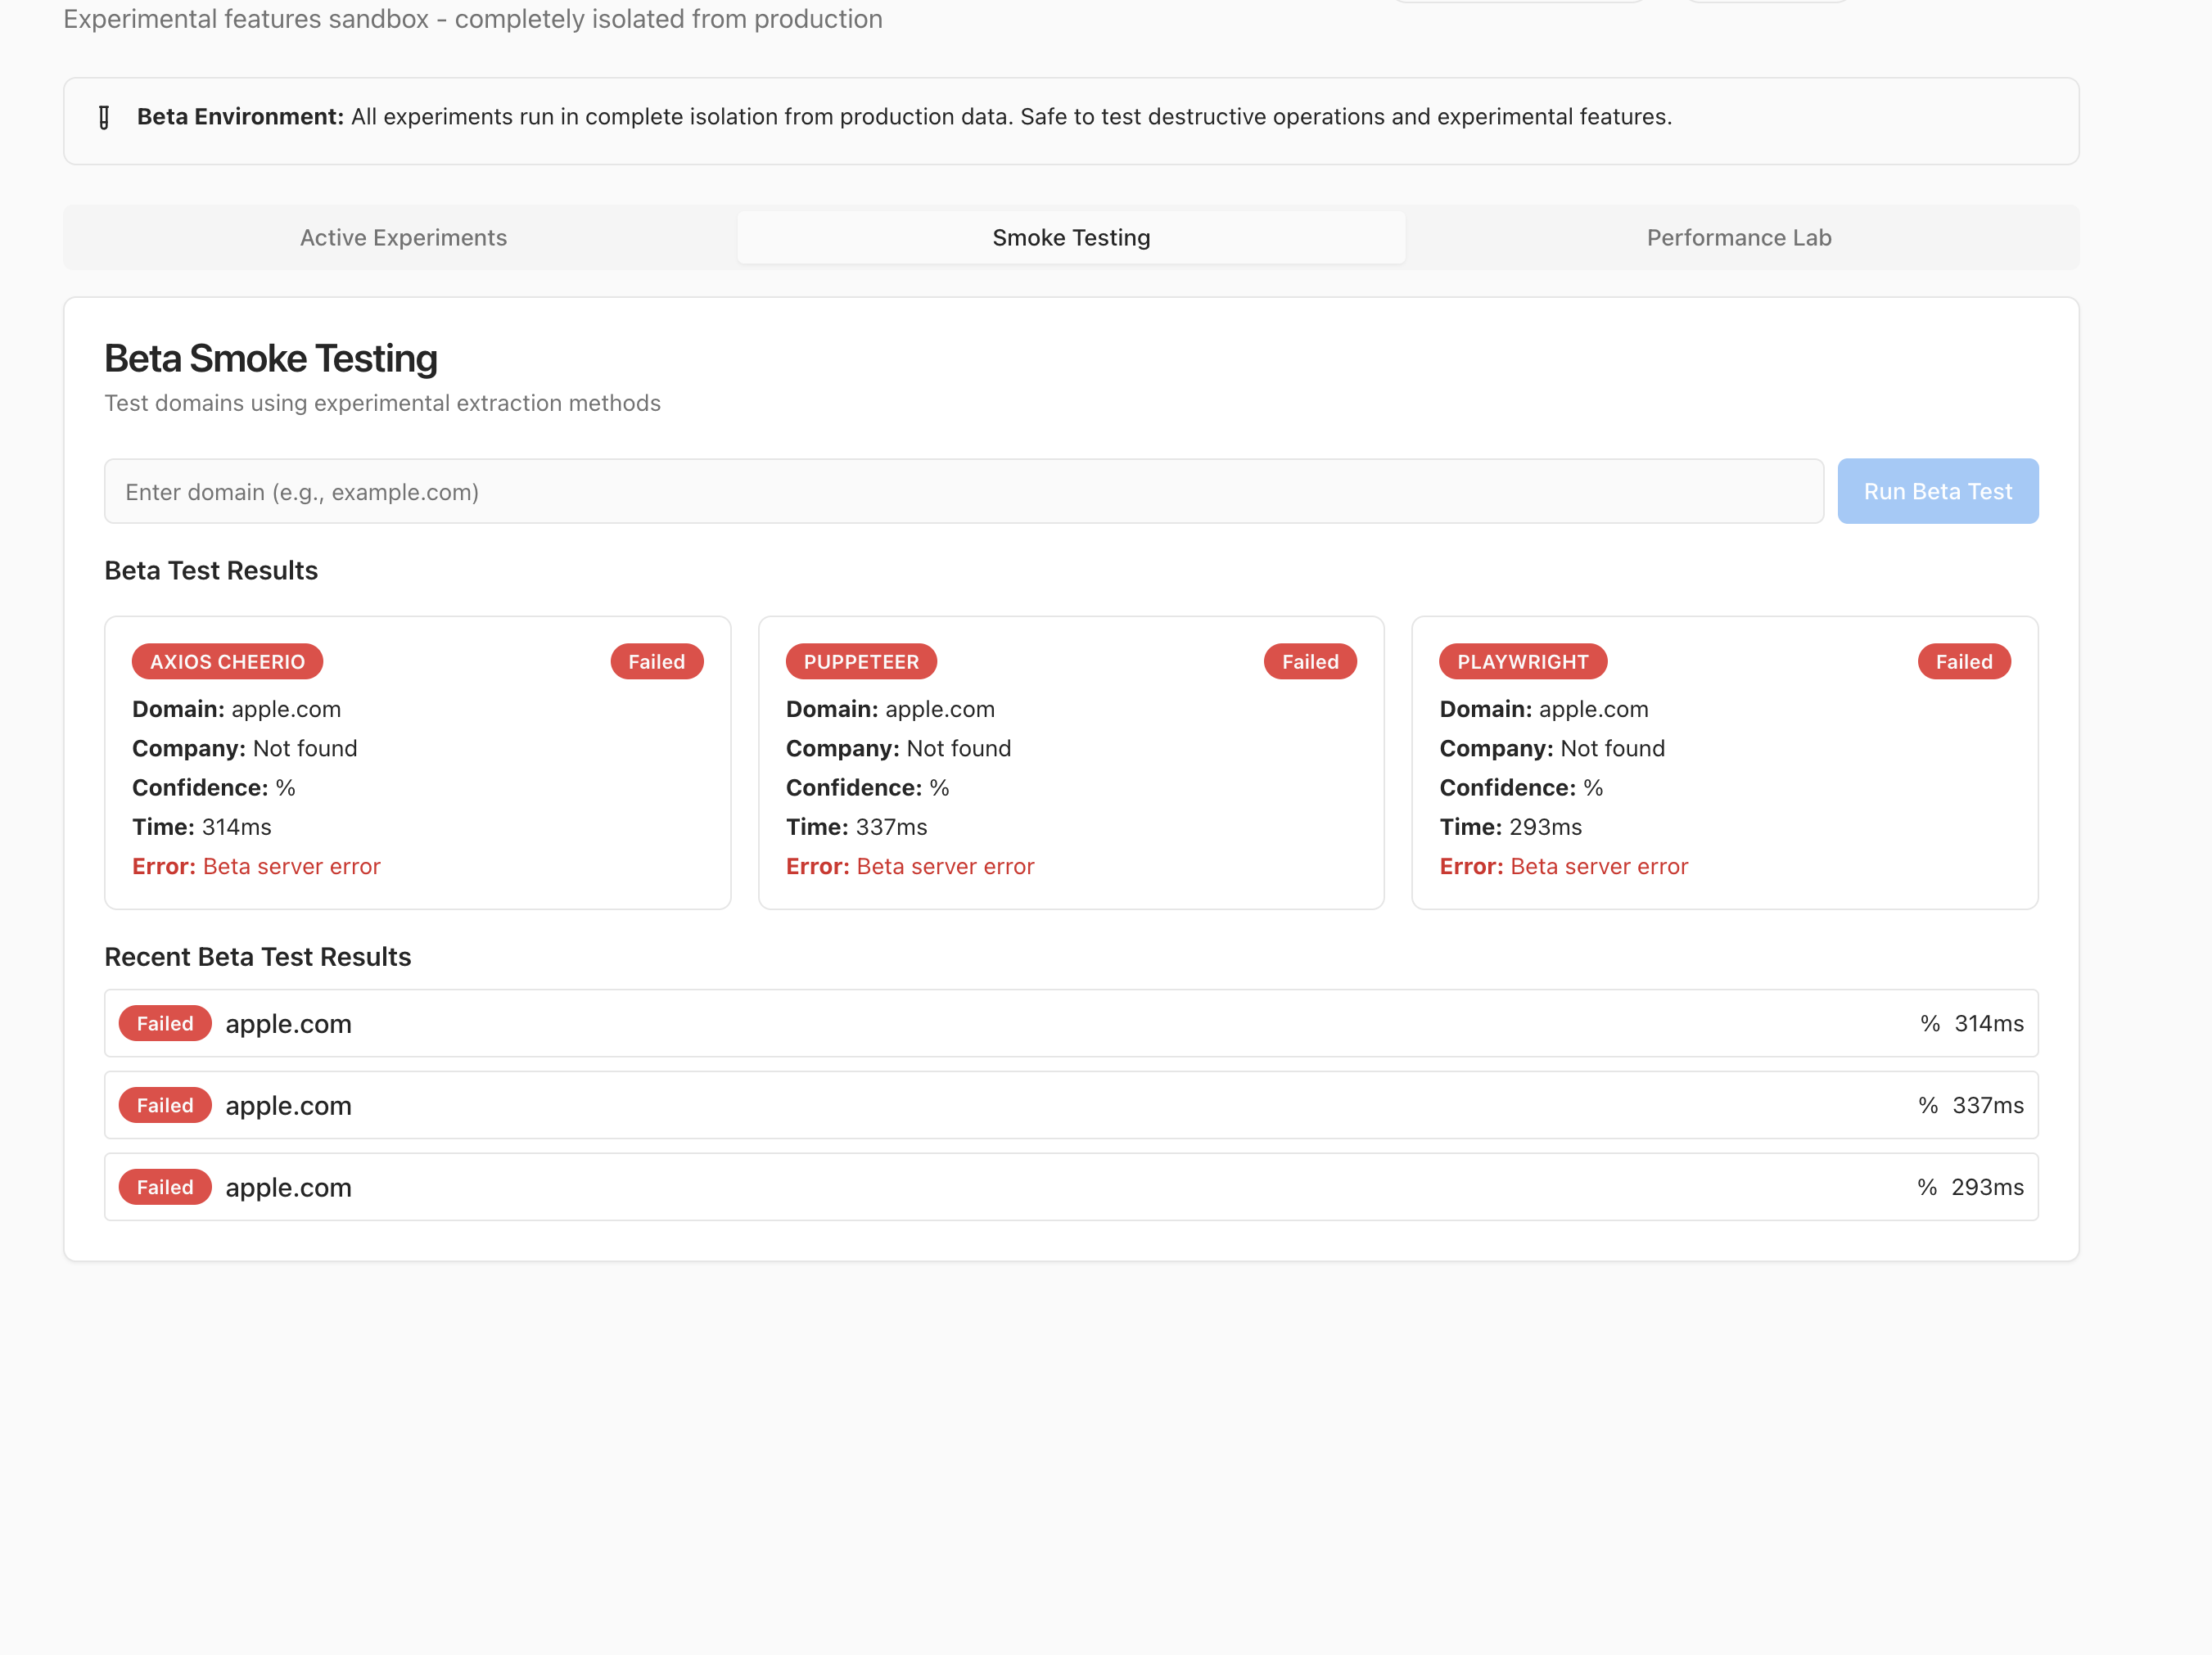 Experimental features sandbox - completely isolated from production
Beta Environment: All experiments run in complete isolation from production data. Safe to test destructive operations and experimental features.
Active Experiments
Smoke Testing
Performance Lab
Beta Smoke Testing
Test domains using experimental extraction methods
Enter domain (e.g., example.com)
Run Beta Test
Beta Test Results
AXIOS CHEERIO
Failed
Domain: apple.com
Company: Not found
Confidence: %
Time: 314ms
Error: Beta server error
PUPPETEER
Failed
Domain: apple.com
Company: Not found
Confidence: %
Time: 337ms
Error: Beta server error
PLAYWRIGHT
Failed
Domain: apple.com
Company: Not found
Confidence: %
Time: 293ms
Error: Beta server error
Recent Beta Test Results
Failed apple.com % 314ms
Failed apple.com % 337ms
Failed apple.com % 293ms